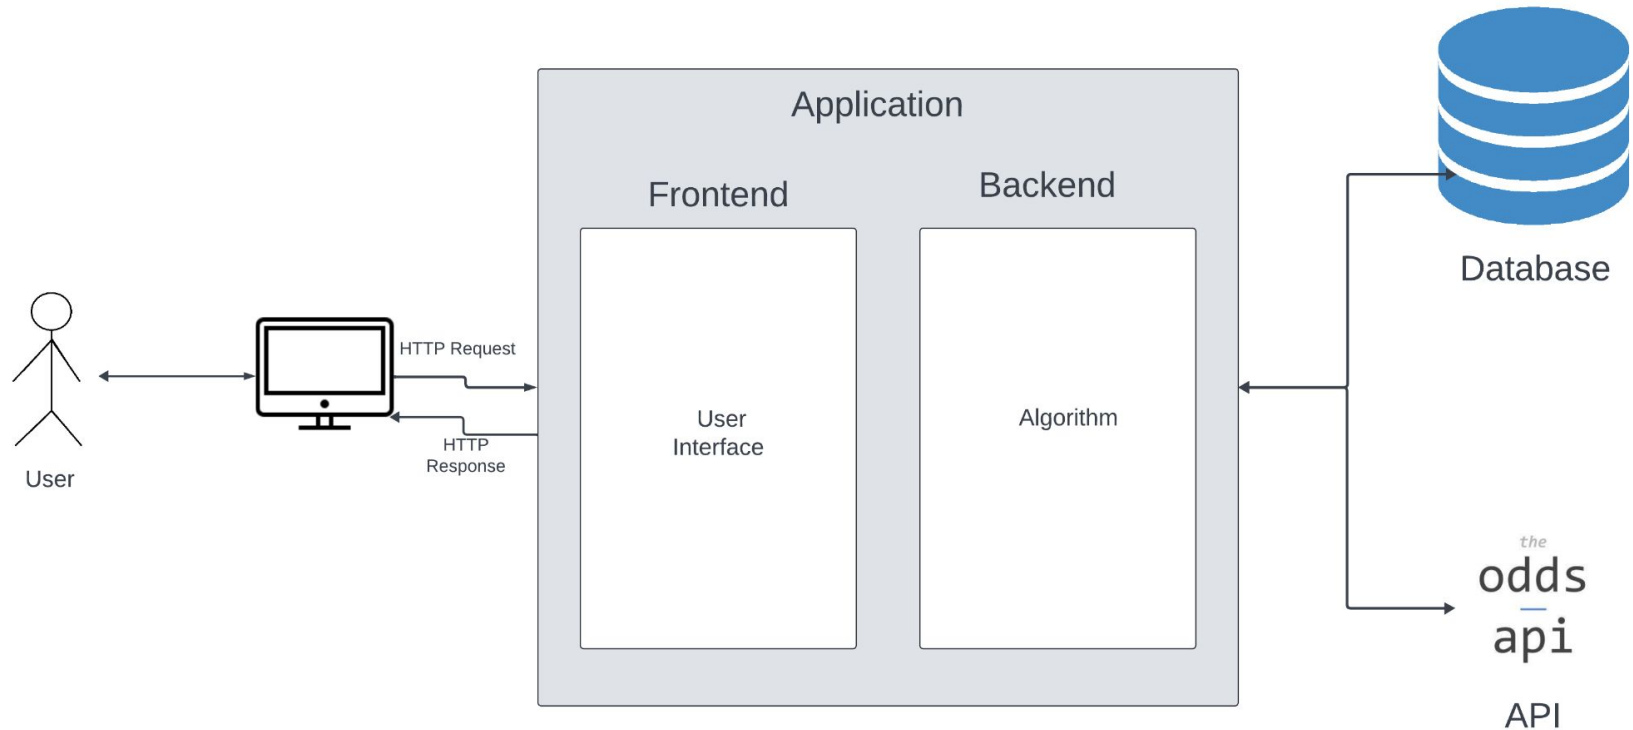 Application
Frontend
Backend
Database
HTTP Request
User
Interface
Algorithm
HTTP
Response
User
the
odds
api
API